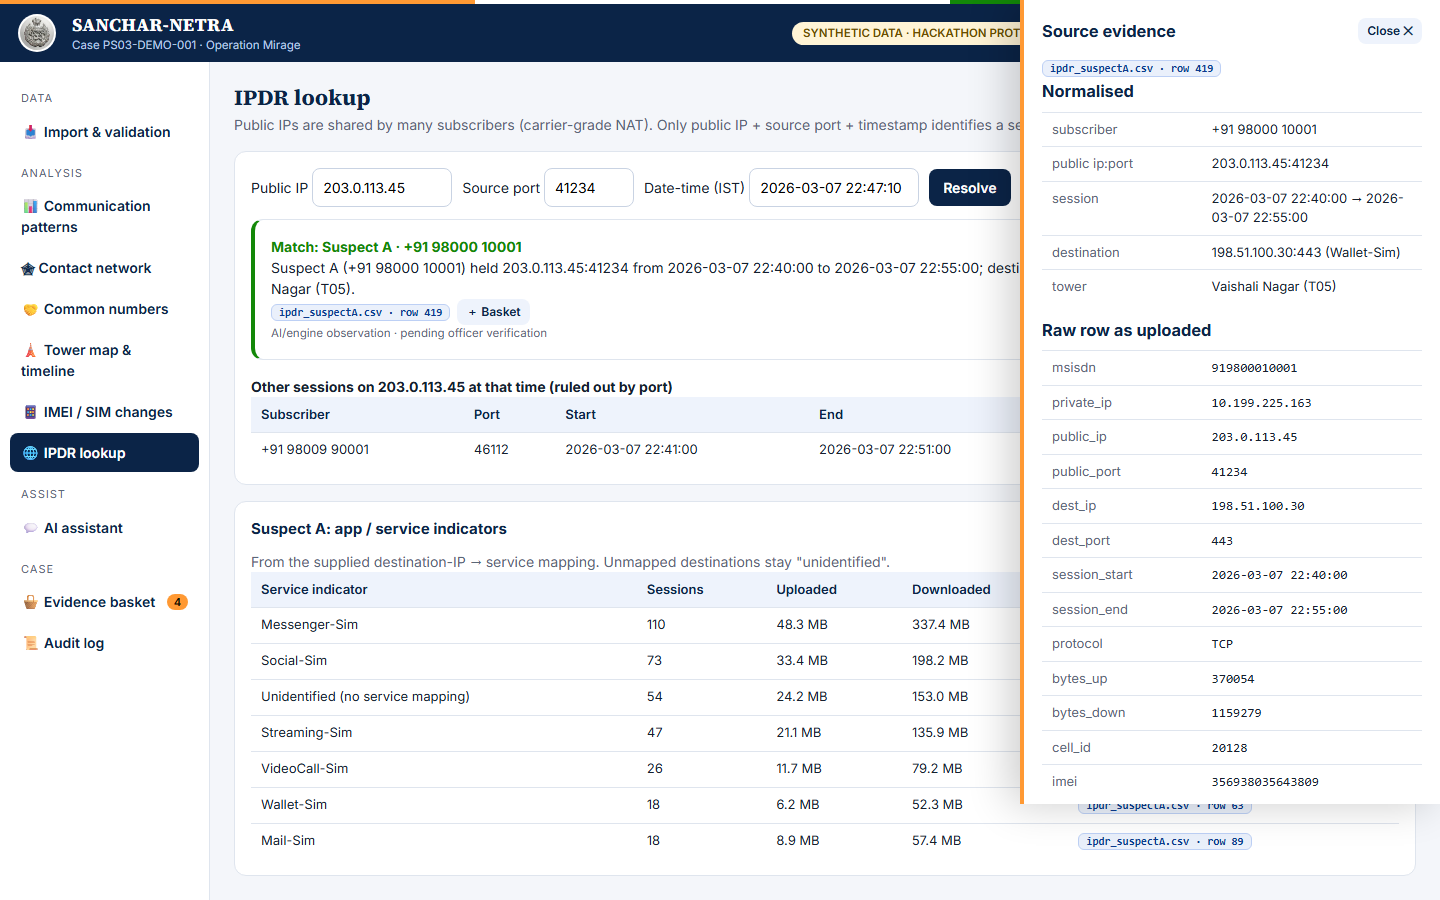 SANCHAR-NETRA
Case PS03-DEMO-001 · Operation Mirage
SYNTHETIC DATA · HACKATHON PROT
DATA
Import & validation
ANALYSIS
Communication
patterns
Contact network
Common numbers
Tower map &
timeline
IMEI / SIM changes
IPDR lookup
ASSIST
AI assistant
CASE
Evidence basket 4
Audit log
IPDR lookup
Public IPs are shared by many subscribers (carrier-grade NAT). Only public IP + source port + timestamp identifies a se
Public IP 203.0.113.45 Source port 41234 Date-time (IST) 2026-03-07 22:47:10 Resolve
Match: Suspect A · +91 98000 10001
Suspect A (+91 98000 10001) held 203.0.113.45:41234 from 2026-03-07 22:40:00 to 2026-03-07 22:55:00; desti
Nagar (T05).
ipdr_suspectA.csv · row 419 + Basket
AI/engine observation · pending officer verification
Other sessions on 203.0.113.45 at that time (ruled out by port)
Subscriber Port Start End
+91 98009 90001 46112 2026-03-07 22:41:00 2026-03-07 22:51:00
Suspect A: app / service indicators
From the supplied destination-IP → service mapping. Unmapped destinations stay "unidentified".
Service indicator Sessions Uploaded Downloaded
Messenger-Sim 110 48.3 MB 337.4 MB
Social-Sim 73 33.4 MB 198.2 MB
Unidentified (no service mapping) 54 24.2 MB 153.0 MB
Streaming-Sim 47 21.1 MB 135.9 MB
VideoCall-Sim 26 11.7 MB 79.2 MB
Wallet-Sim 18 6.2 MB 52.3 MB ipdr_suspectA.csv · row 63
Mail-Sim 18 8.9 MB 57.4 MB ipdr_suspectA.csv · row 89
Source evidence Close ✕
ipdr_suspectA.csv · row 419
Normalised
subscriber +91 98000 10001
public ip:port 203.0.113.45:41234
session 2026-03-07 22:40:00 → 2026-
03-07 22:55:00
destination 198.51.100.30:443 (Wallet-Sim)
tower Vaishali Nagar (T05)
Raw row as uploaded
msisdn 919800010001
private_ip 10.199.225.163
public_ip 203.0.113.45
public_port 41234
dest_ip 198.51.100.30
dest_port 443
session_start 2026-03-07 22:40:00
session_end 2026-03-07 22:55:00
protocol TCP
bytes_up 370054
bytes_down 1159279
cell_id 20128
imei 356938035643809